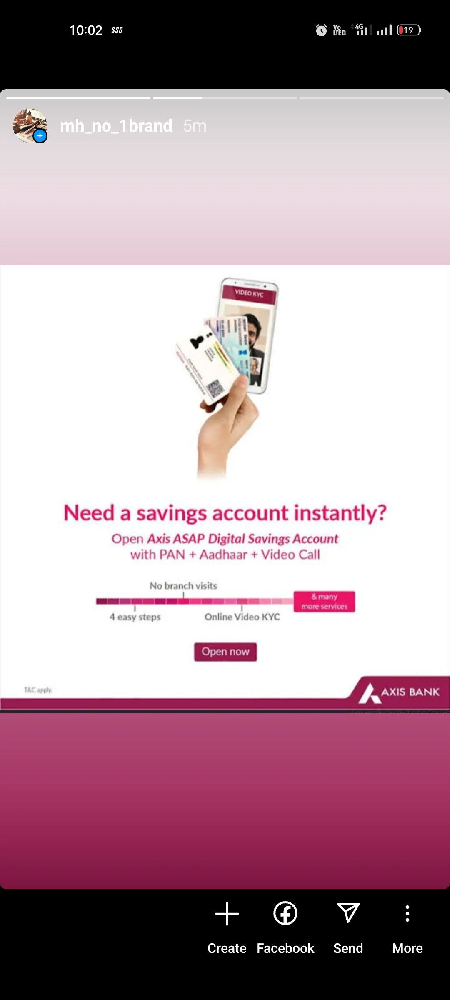 10:02 SSG Vo LTED 4G 19
mh_no_1brand 5m
VIDEO KYC
Need a savings account instantly?
Open Axis ASAP Digital Savings Account
with PAN + Aadhaar + Video Call
No branch visits
& many
more services
4 easy steps
Online Video KYC
Open now
T&C apply.
AXIS BANK
Create Facebook Send More